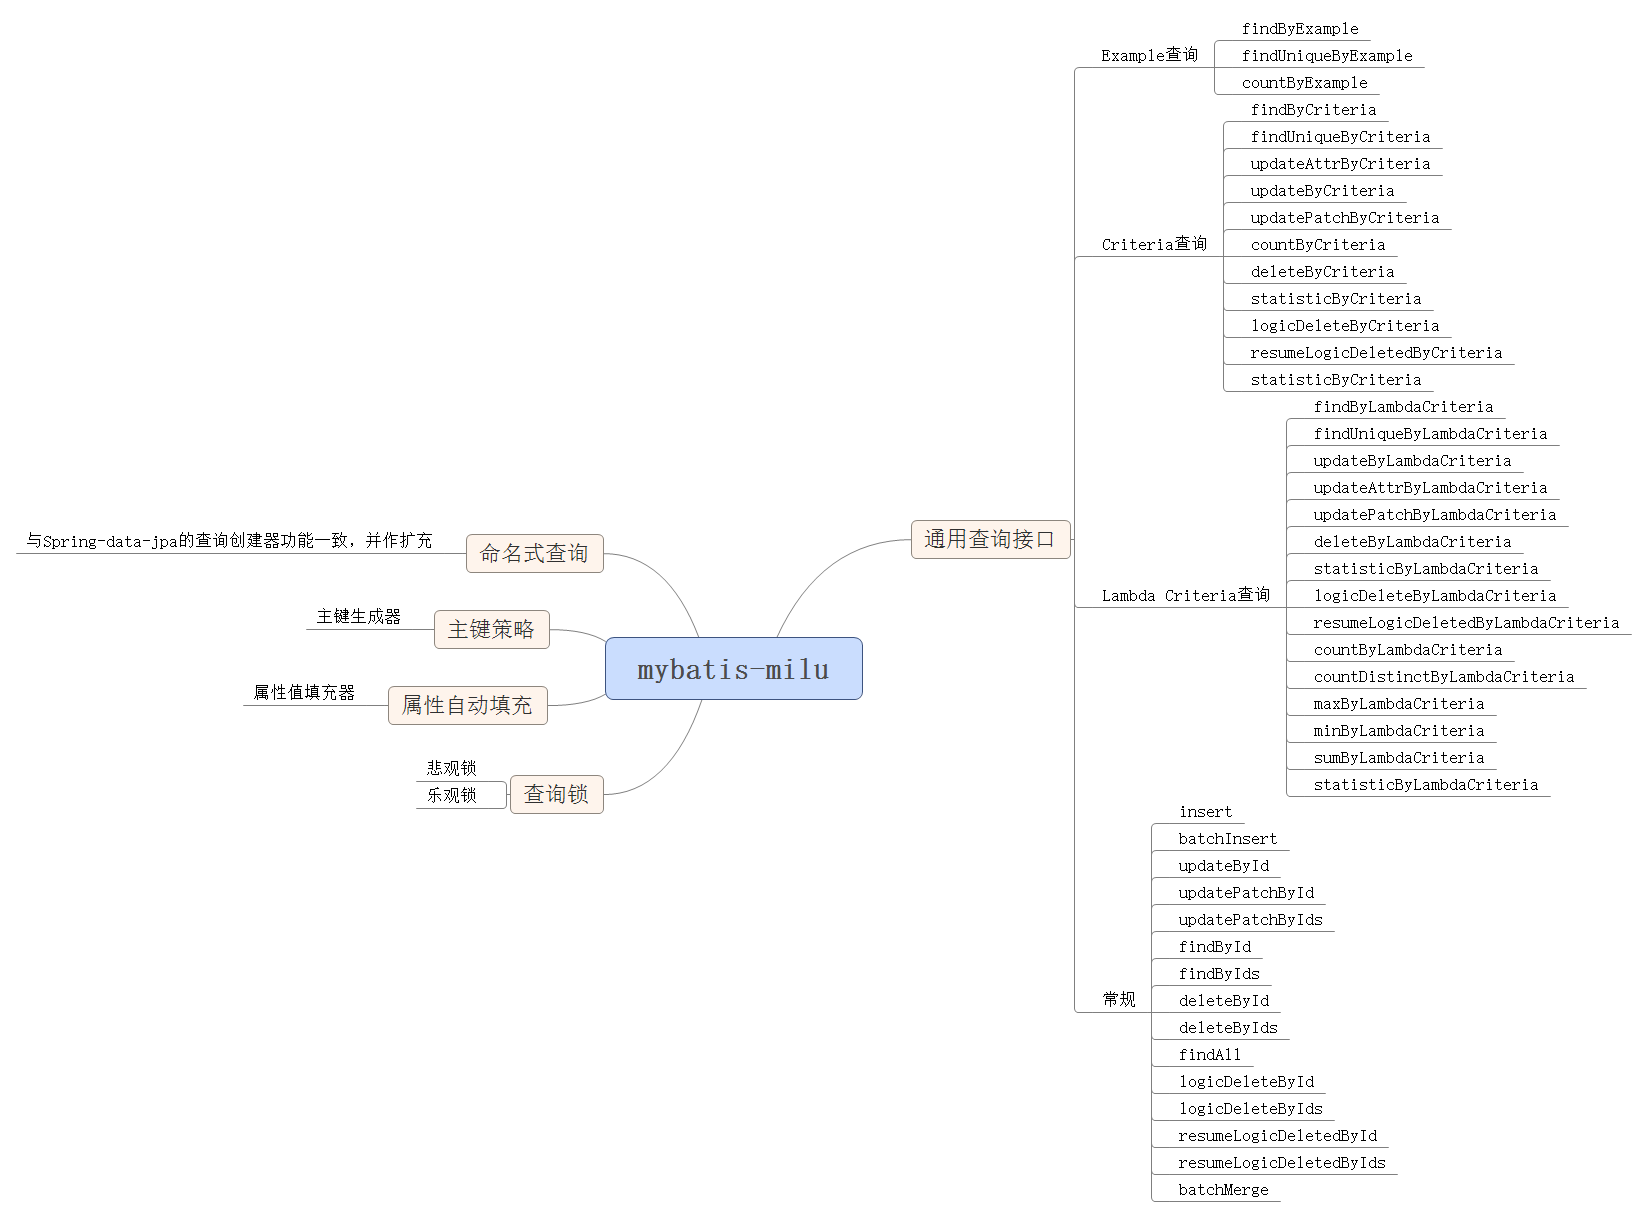 mybatis-milu
通用查询接口
Example查询
findByExample
findUniqueByExample
countByExample
Criteria查询
findByCriteria
findUniqueByCriteria
updateAttrByCriteria
updateByCriteria
updatePatchByCriteria
countByCriteria
deleteByCriteria
statisticByCriteria
logicDeleteByCriteria
resumeLogicDeletedByCriteria
statisticByCriteria
Lambda Criteria查询
findByLambdaCriteria
findUniqueByLambdaCriteria
updateByLambdaCriteria
updateAttrByLambdaCriteria
updatePatchByLambdaCriteria
deleteByLambdaCriteria
statisticByLambdaCriteria
logicDeleteByLambdaCriteria
resumeLogicDeletedByLambdaCriteria
countByLambdaCriteria
countDistinctByLambdaCriteria
maxByLambdaCriteria
minByLambdaCriteria
sumByLambdaCriteria
statisticByLambdaCriteria
常规
insert
batchInsert
updateById
updatePatchById
updatePatchByIds
findById
findByIds
deleteById
deleteByIds
findAll
logicDeleteById
logicDeleteByIds
resumeLogicDeletedById
resumeLogicDeletedByIds
batchMerge
命名式查询
与Spring-data-jpa的查询创建器功能一致，并作扩充
主键策略
主键生成器
属性自动填充
属性值填充器
查询锁
悲观锁
乐观锁